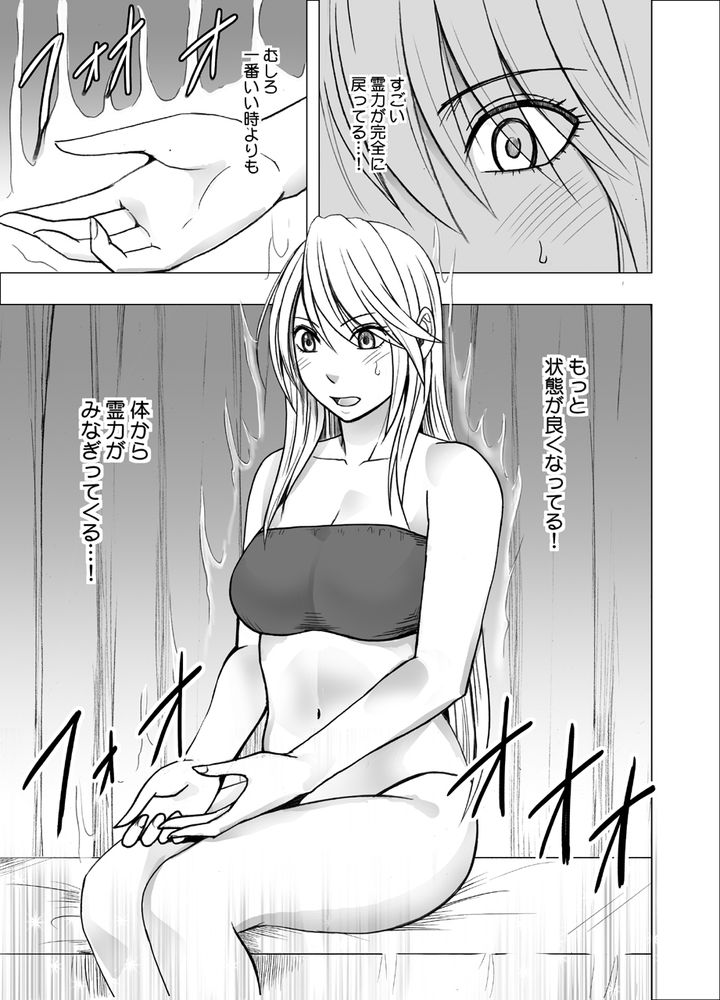 すごい
霊力が完全に
戻ってる…!
むしろ
一番いい時よりも
フォオオ
もっと
状態が良くなってる!
体から
霊力が
みなぎってくる…!
フォオオ
オオオ